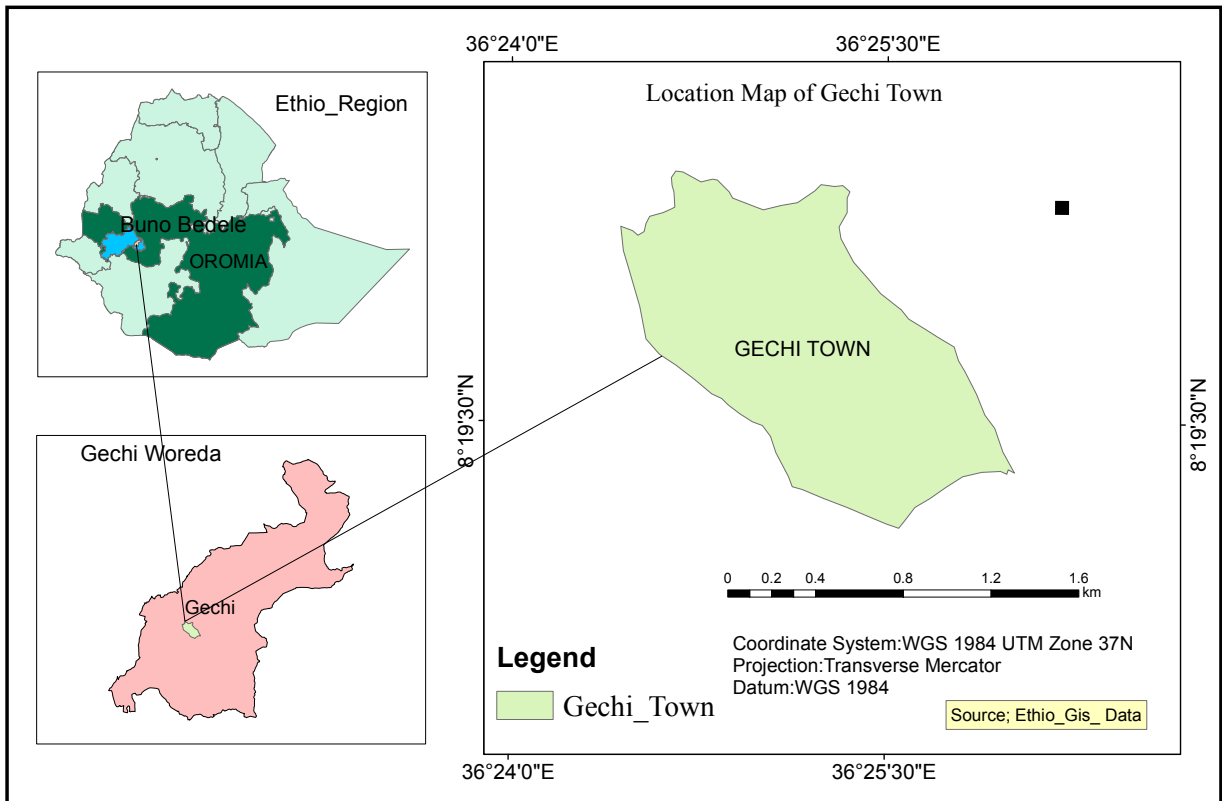 36°24'0"E
36°25'30"E
Ethio_Region
Buno Bedele
OROMIA
Gechi Woreda
Gechi
Location Map of Gechi Town
GECHI TOWN
8°19'30"N
8°19'30"N
0 0.2 0.4 0.8 1.2 1.6
km
Legend
Gechi_Town
Coordinate System:WGS 1984 UTM Zone 37N
Projection:Transverse Mercator
Datum:WGS 1984
Source; Ethio_Gis_ Data
36°24'0"E
36°25'30"E